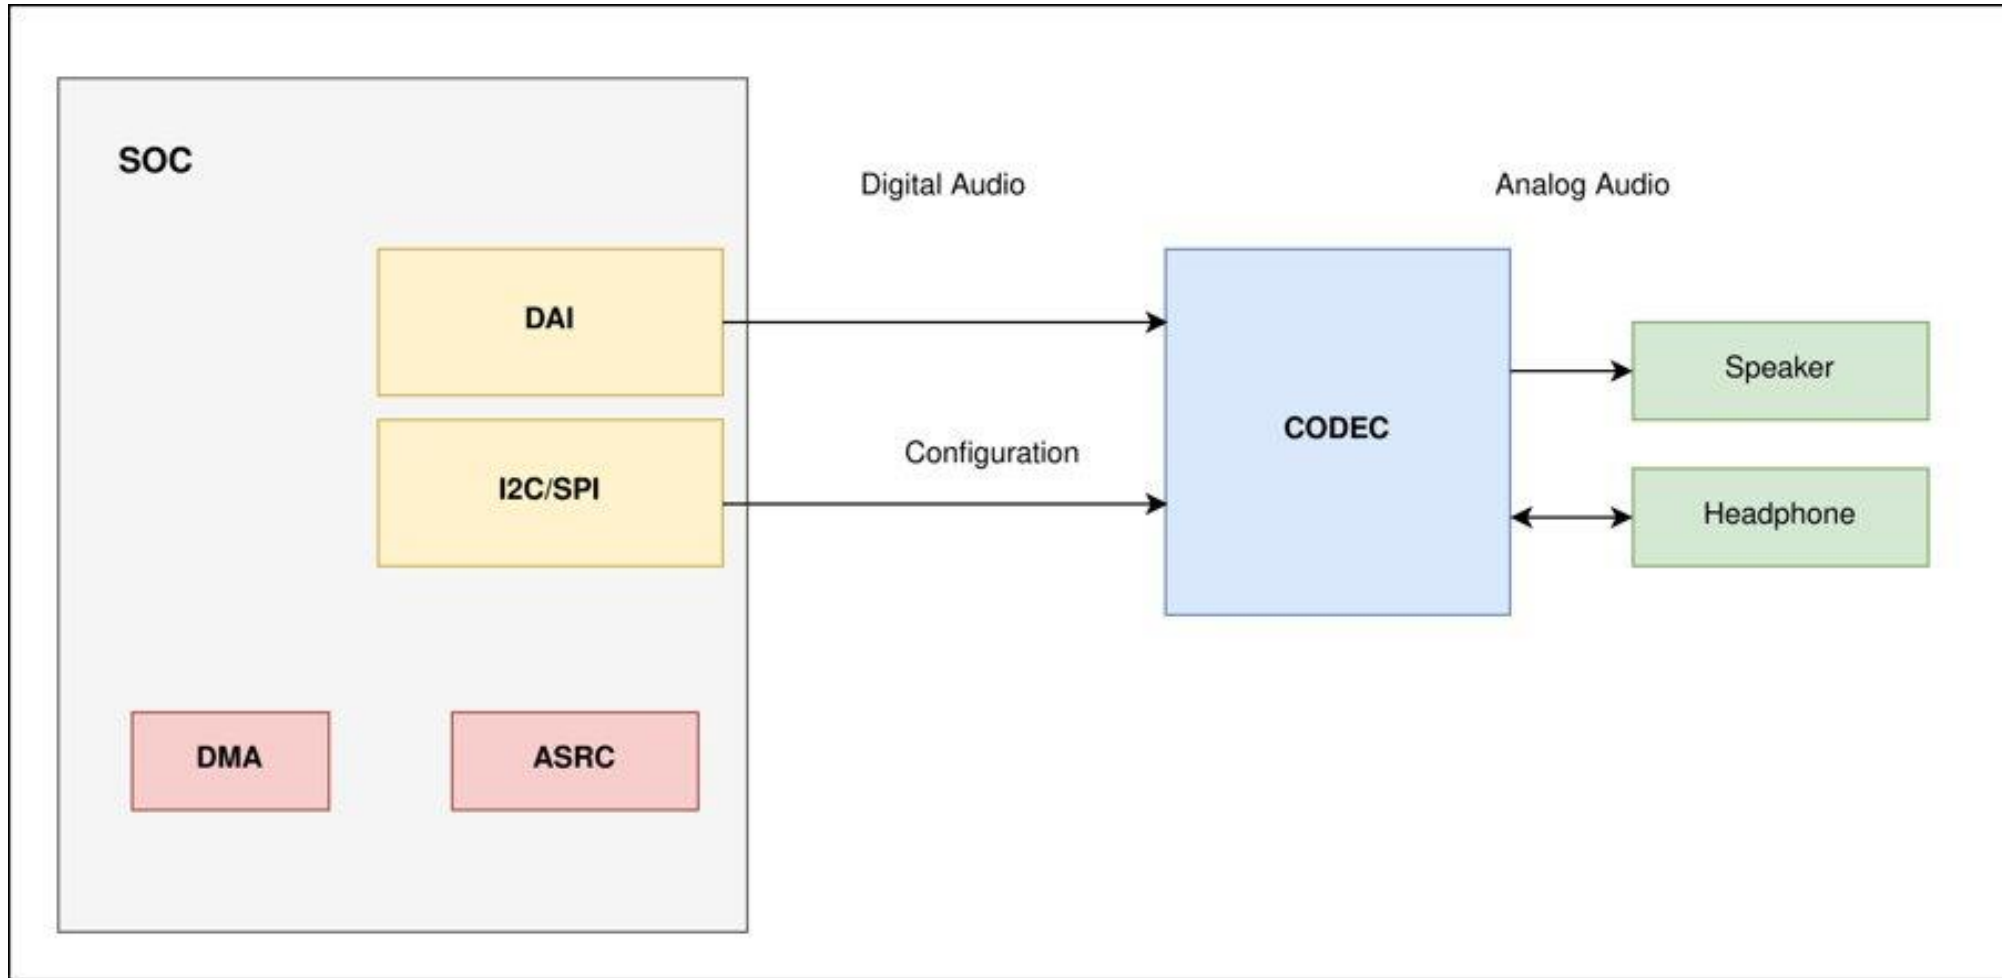 SOC
Digital Audio
Analog Audio
DAI
Speaker
CODEC
Configuration
I2C/SPI
Headphone
DMA
ASRC